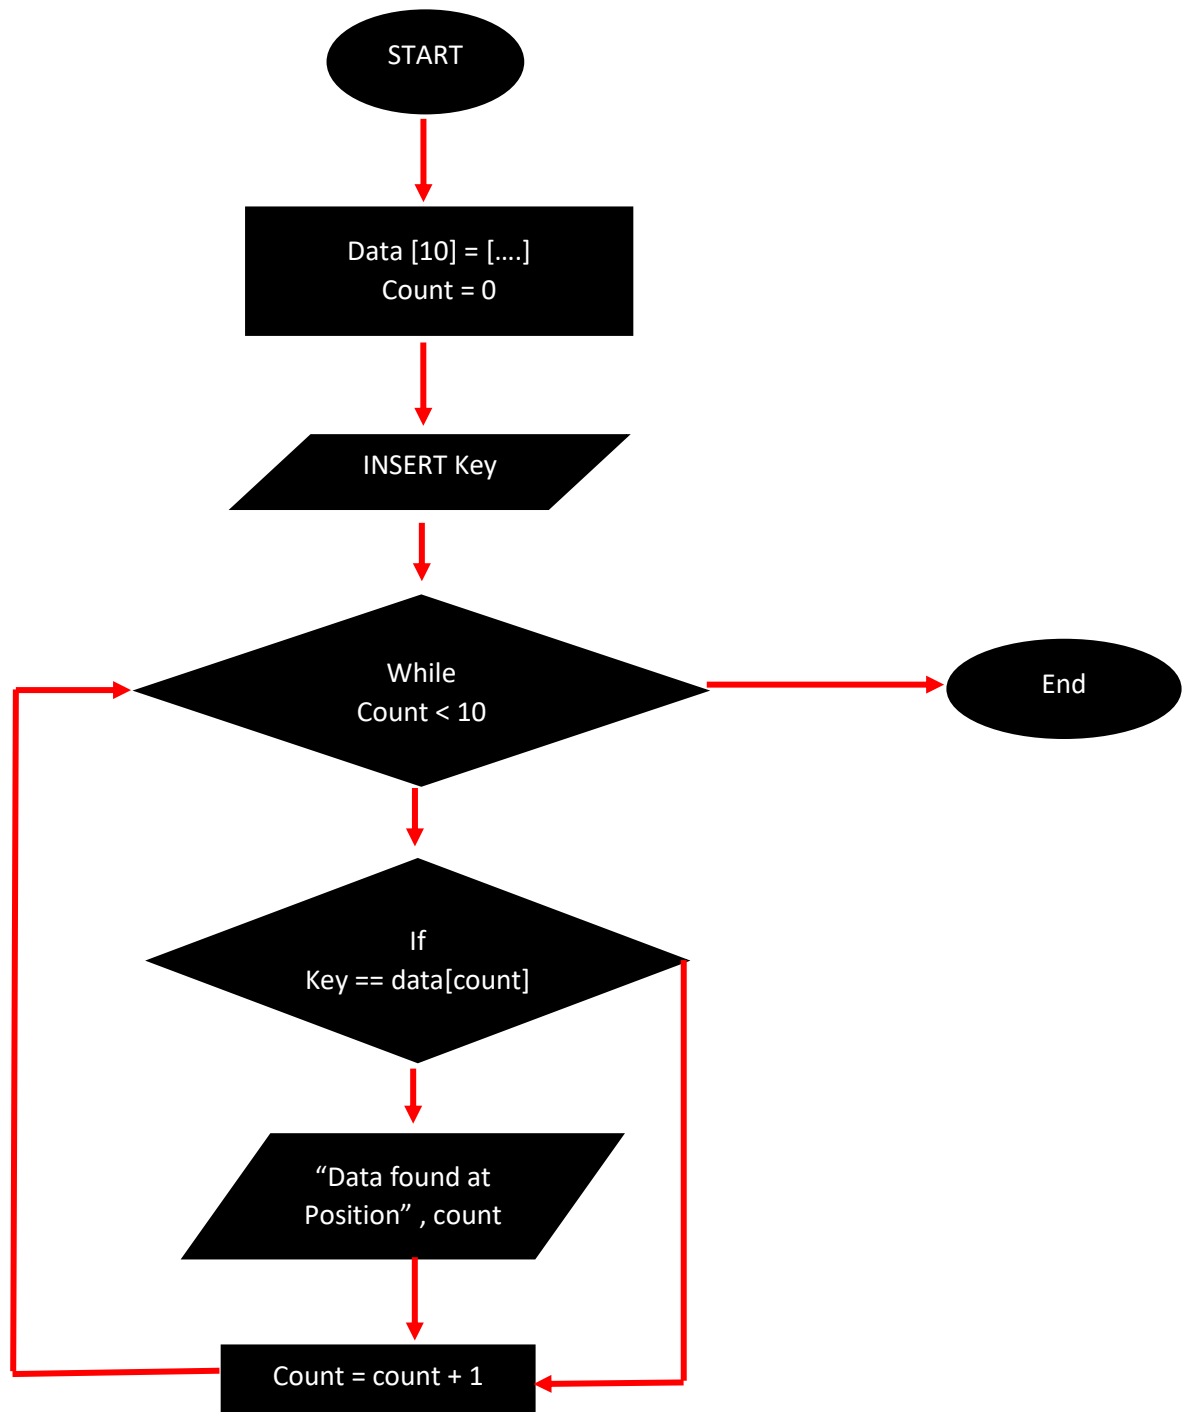 START
Data [10] = [….]
Count = 0
INSERT Key
While
Count < 10
End
If
Key == data[count]
“Data found at
Position” , count
Count = count + 1